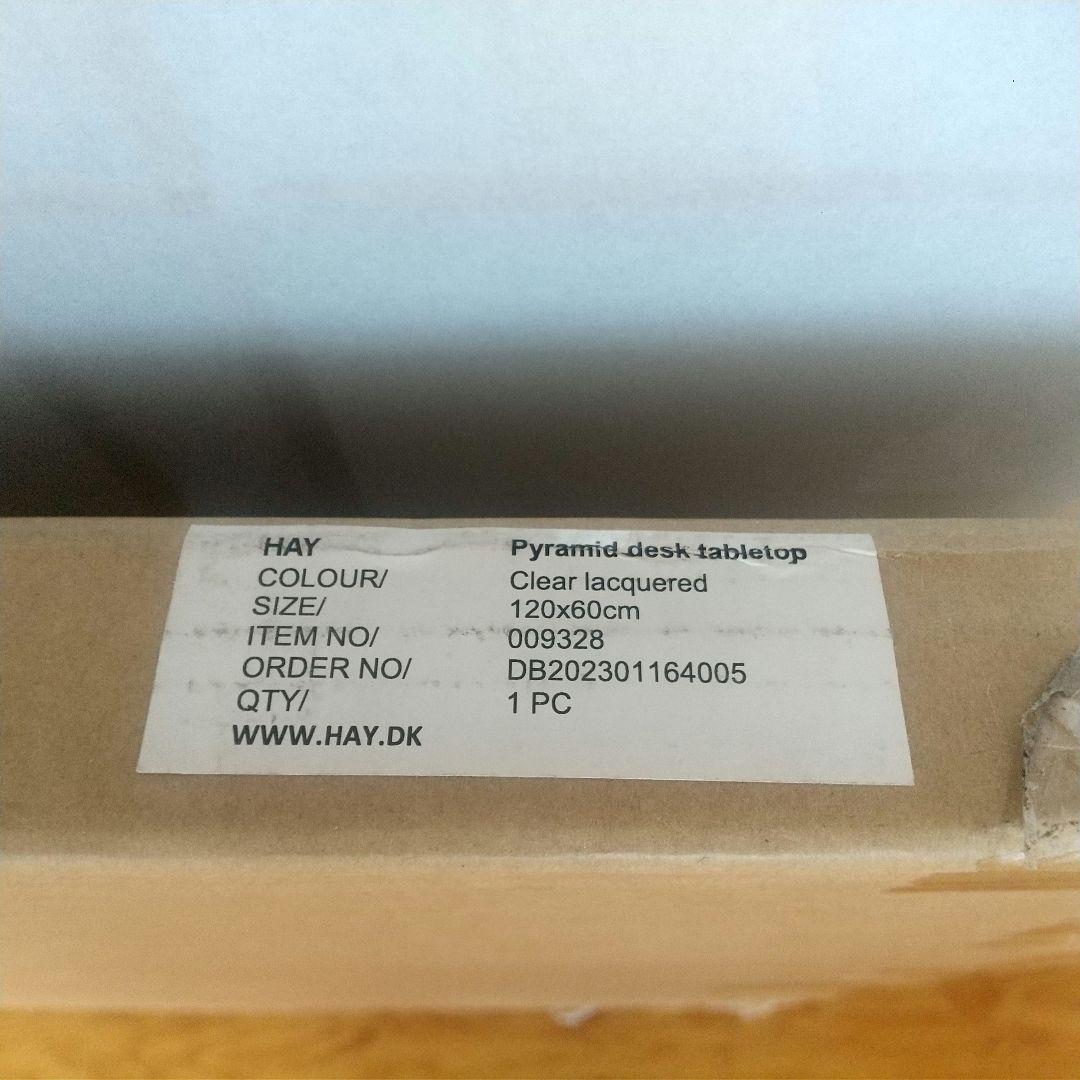 HAY Pyramid desk tabletop
COLOUR/ Clear lacquered
SIZE/ 120x60cm
ITEM NO/ 009328
ORDER NO/ DB202301164005
QTY/ 1 PC
WWW.HAY.DK